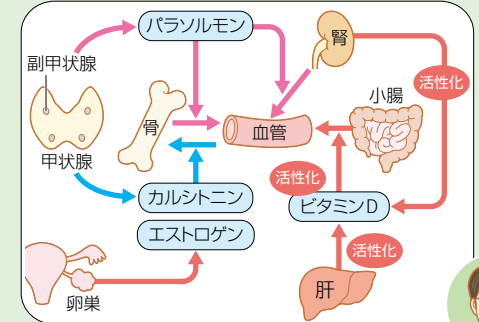 パラソルモン
腎
副甲状腺
活性化
小腸
骨
血管
甲状腺
活性化
カルシトニン
ビタミンD
エストロゲン
活性化
肝
卵巣